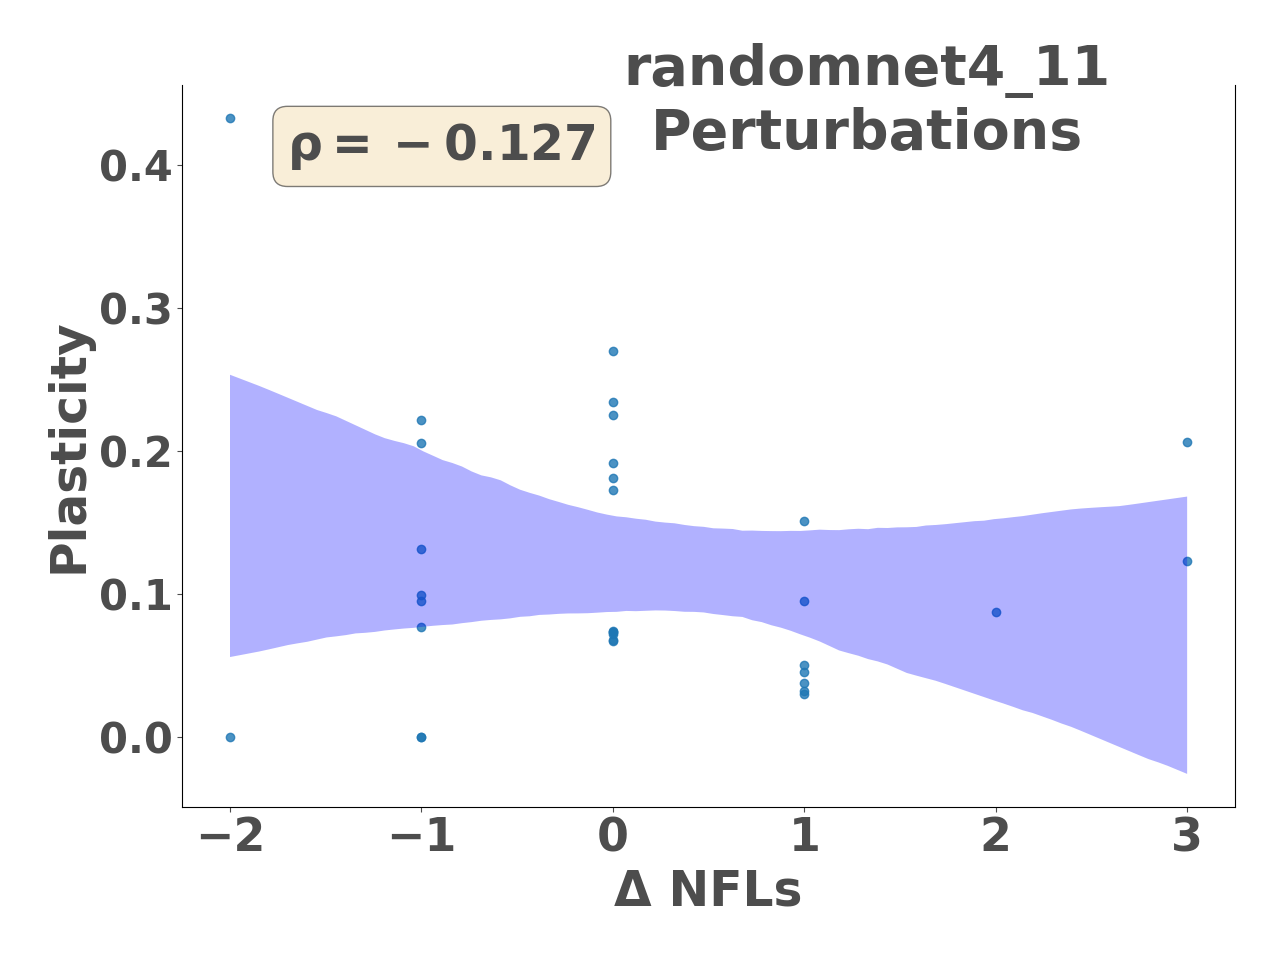 randomnet4_11
Perturbations
ρ = − 0.127
Plasticity
0.4
0.3
0.2
0.1
0.0
−2 −1 0 1 2 3
Δ NFLs